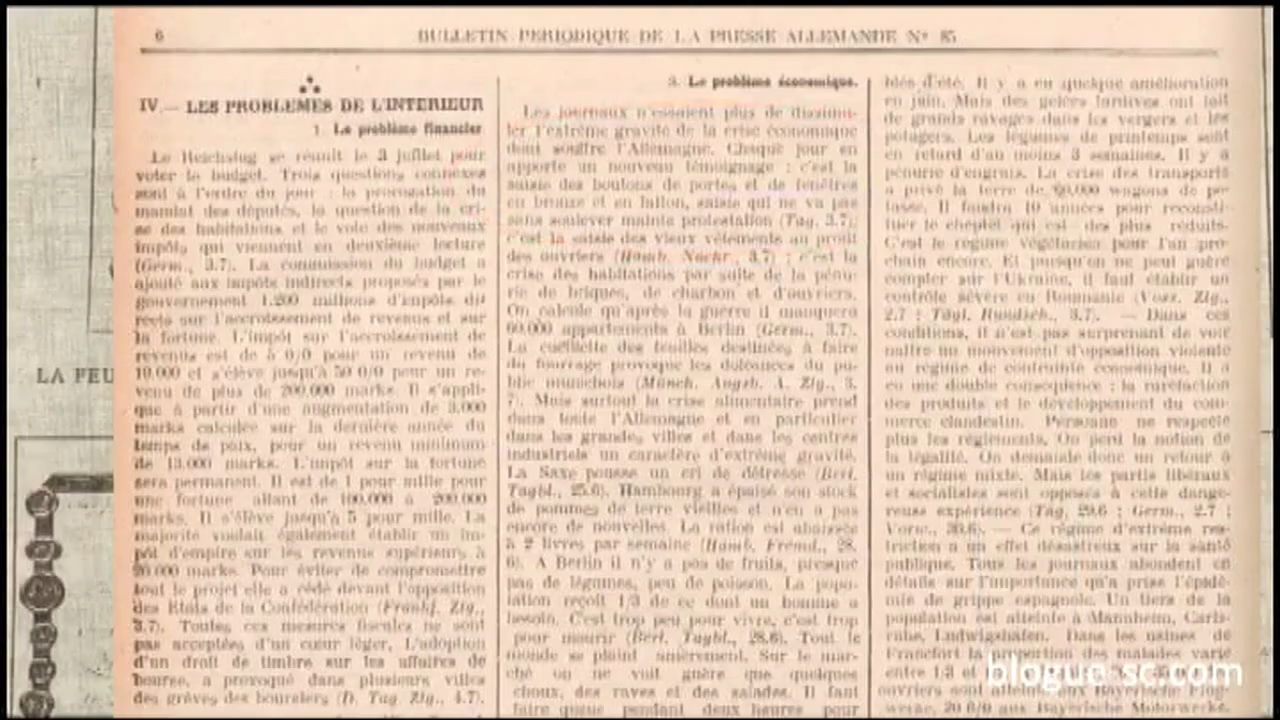 6
BULLETIN PERIODIQUE DE LA PRESSE ALLEMANDE N° 85
IV. — LES PROBLEMES DE L'INTERIEUR
1. Le problème financier
Le Reichstag se réunit le 3 juillet pour
voter le budget. Trois questions connexes
sont à l'ordre du jour : la prorogation du
mandat des députés, la question de la cri-
se des habitations et le vote des nouveaux
impôts qui viennent en deuxième lecture
(Germ., 3.7). La commission du budget a
ajouté aux impôts indirects proposés par le
gouvernement 1.200 millions d'impôts di-
rects sur l'accroissement de revenus et sur
la fortune. L'impôt sur l'accroissement de
revenus est de 5 0/0 pour un revenu de
10.000 et s'élève jusqu'à 50 0/0 pour un re-
venu de plus de 200.000 marks. Il s'appli-
que à partir d'une augmentation de 3.000
marks calculée sur la dernière année du
temps de paix, pour un revenu minimum
de 13.000 marks. L'impôt sur la fortune
sera permanent. Il est de 1 pour mille pour
une fortune allant de 100.000 à 200.000
marks. Il s'élève jusqu'à 5 pour mille. La
majorité voulait également établir un im-
pôt d'empire sur les revenus supérieurs à
20.000 marks. Pour éviter de compromettre
tout le projet elle a cédé devant l'opposition
des Etats de la Confédération (Frankf. Ztg.,
3.7). Toutes ces mesures fiscales ne sont
pas acceptées d'un cœur léger. L'adoption
d'un droit de timbre sur les affaires de
bourse, a provoqué dans plusieurs villes
des grèves des boursiers (D. Tag. Ztg., 4.7).
3. Le problème économique.
Les journaux n'essaient plus de dissimu-
ler l'extrême gravité de la crise économique
dont souffre l'Allemagne. Chaque jour en
apporte un nouveau témoignage : c'est la
saisie des boutons de portes et de fenêtres
en bronze et en laiton, saisie qui ne va pas
sans soulever mainte protestation (Tag, 3.7);
c'est la saisie des vieux vêtements au profit
des ouvriers (Hamb. Nachr., 3.7) ; c'est la
crise des habitations par suite de la pénu-
rie de briques, de charbon et d'ouvriers.
On calcule qu'après la guerre il manquera
60.000 appartements à Berlin (Germ., 3.7).
La cueillette des feuilles destinées à faire
du fourrage provoque les doléances du pu-
blic munichois (Münch. Augsb. A. Ztg., 3.
7). Mais surtout la crise alimentaire prend
dans toute l'Allemagne et en particulier
dans les grandes villes et dans les centres
industriels un caractère d'extrême gravité.
La Saxe pousse un cri de détresse (Berl.
Tagbl., 25.6). Hambourg a épuisé son stock
de pommes de terre vieilles et n'en a pas
encore de nouvelles. La ration est abaissée
à 2 livres par semaine (Hamb. Fremd., 28.
6). A Berlin il n'y a pas de fruits, presque
pas de légumes, peu de poisson. La popu-
lation reçoit 1/3 de ce dont un homme a
besoin. C'est trop peu pour vivre, c'est trop
pour mourir (Berl. Tagbl., 28.6). Tout le
monde se plaint amèrement. Sur le mar-
ché on ne voit guère que quelques
choux, des raves et des salades. Il faut
faire queue pendant deux heures pour
blés d'été. Il y a eu quelque amélioration
en juin. Mais des gelées tardives ont fait
de grands ravages dans les vergers et les
potagers. Les légumes de printemps sont
en retard d'au moins 3 semaines. Il y a
pénurie d'engrais. La crise des transports
a privé la terre de 60.000 wagons de po-
tasse. Il faudra 10 années pour reconsti-
tuer le cheptel qui est des plus réduits.
C'est le régime végétarien pour l'an pro-
chain encore. Et puisqu'on ne peut guère
compter sur l'Ukraine, il faut établir un
contrôle sévère en Roumanie (Voss. Ztg.,
2.7 ; Tägl. Rundsch., 3.7). — Dans ces
conditions, il n'est pas surprenant de voir
naître un mouvement d'opposition violente
au régime de contrainte économique. Il a
eu une double conséquence : la raréfaction
des produits et le développement du com-
merce clandestin. Personne ne respecte
plus les règlements. On perd la notion de
la légalité. On demande donc un retour à
un régime mixte. Mais les partis libéraux
et socialistes sont opposés à cette dange-
reuse expérience (Tag, 29.6 ; Germ., 2.7 ;
Vorw., 30.6). — Ce régime d'extrême res-
triction a un effet désastreux sur la santé
publique. Tous les journaux abondent en
détails sur l'importance qu'a prise l'épidé-
mie de grippe espagnole. Un tiers de la
population est atteinte à Mannheim, Carls-
ruhe, Ludwigshafen. Dans les usines de
Francfort la proportion des malades varie
entre 1/3 et
ouvriers sont atteints aux Bayerische Flug-
werke, 20 0/0 aux Bayerische Motorwerke.
LA FEU
blogue-sc.com